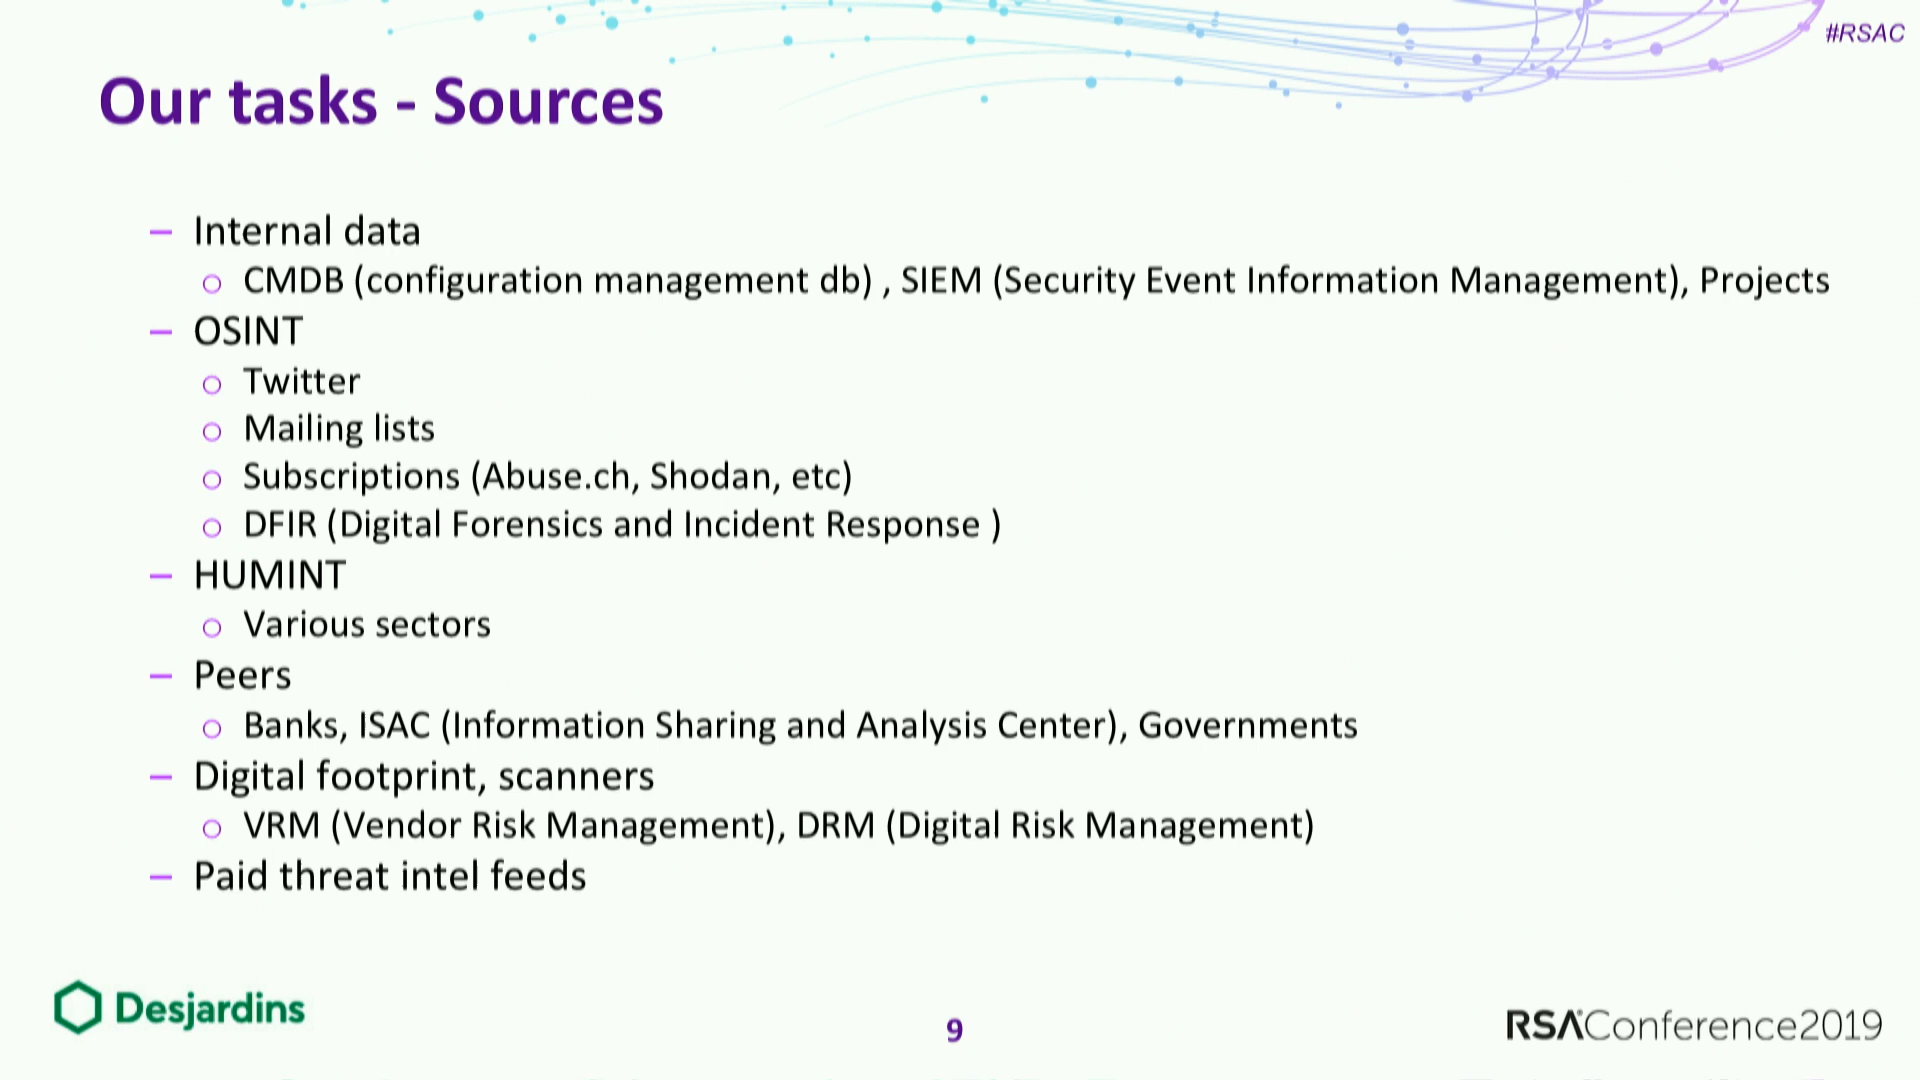 #RSAC
Our tasks - Sources
– Internal data
o CMDB (configuration management db) , SIEM (Security Event Information Management), Projects
– OSINT
o Twitter
o Mailing lists
o Subscriptions (Abuse.ch, Shodan, etc)
o DFIR (Digital Forensics and Incident Response )
– HUMINT
o Various sectors
– Peers
o Banks, ISAC (Information Sharing and Analysis Center), Governments
– Digital footprint, scanners
o VRM (Vendor Risk Management), DRM (Digital Risk Management)
– Paid threat intel feeds
Desjardins
9
RSAConference2019